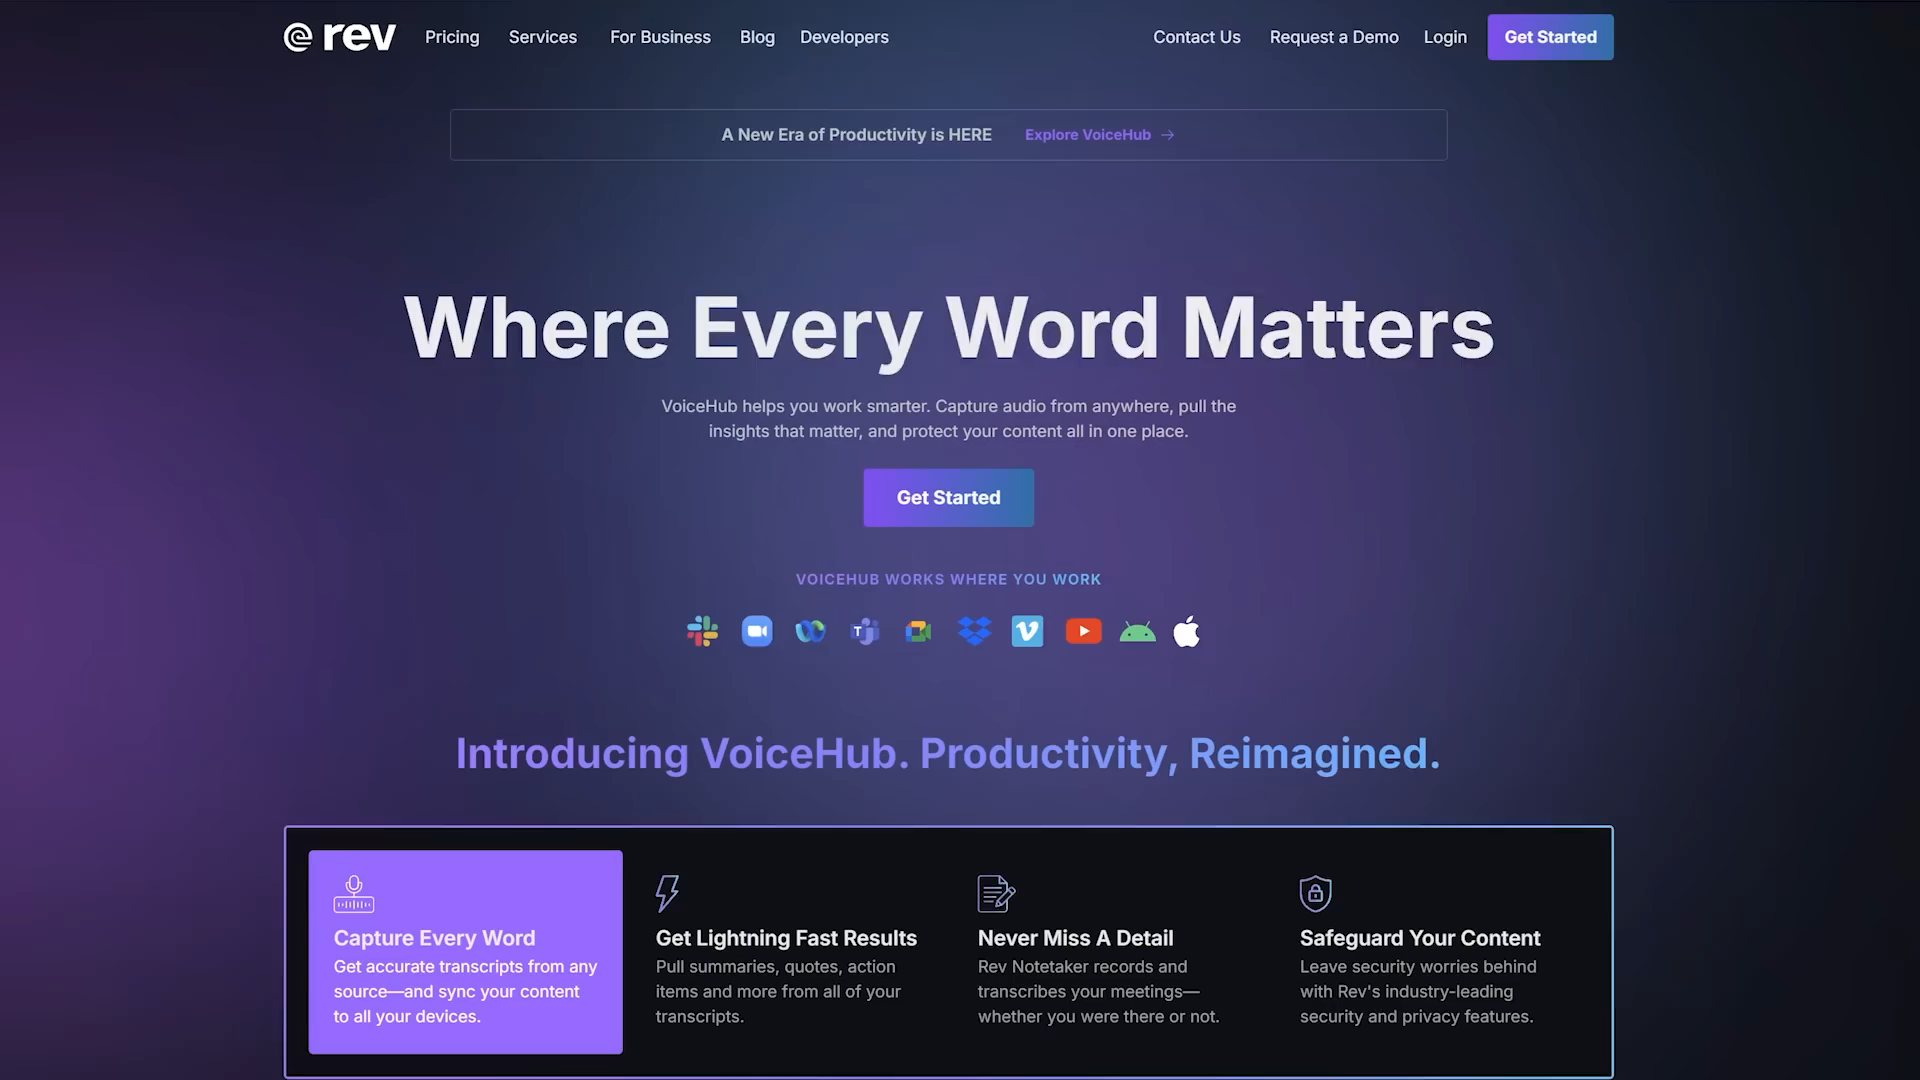 rev
Pricing
Services
For Business
Blog
Developers
Contact Us
Request a Demo
Login
Get Started
A New Era of Productivity is HERE
Explore VoiceHub →
Where Every Word Matters
VoiceHub helps you work smarter. Capture audio from anywhere, pull the
insights that matter, and protect your content all in one place.
Get Started
VOICEHUB WORKS WHERE YOU WORK
Introducing VoiceHub. Productivity, Reimagined.
Capture Every Word
Get accurate transcripts from any
source—and sync your content
to all your devices.
Get Lightning Fast Results
Pull summaries, quotes, action
items and more from all of your
transcripts.
Never Miss A Detail
Rev Notetaker records and
transcribes your meetings—
whether you were there or not.
Safeguard Your Content
Leave security worries behind
with Rev's industry-leading
security and privacy features.